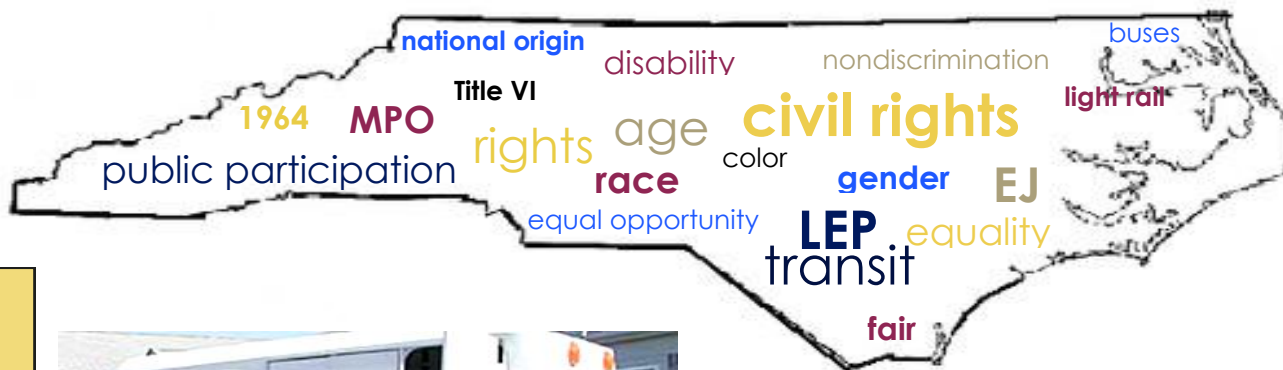 buses
national origin
disability
nondiscrimination
Title VI
light rail
1964
MPO
civil rights
rights
age
color
public participation
race
gender
EJ
equal opportunity
LEP
equality
transit
fair